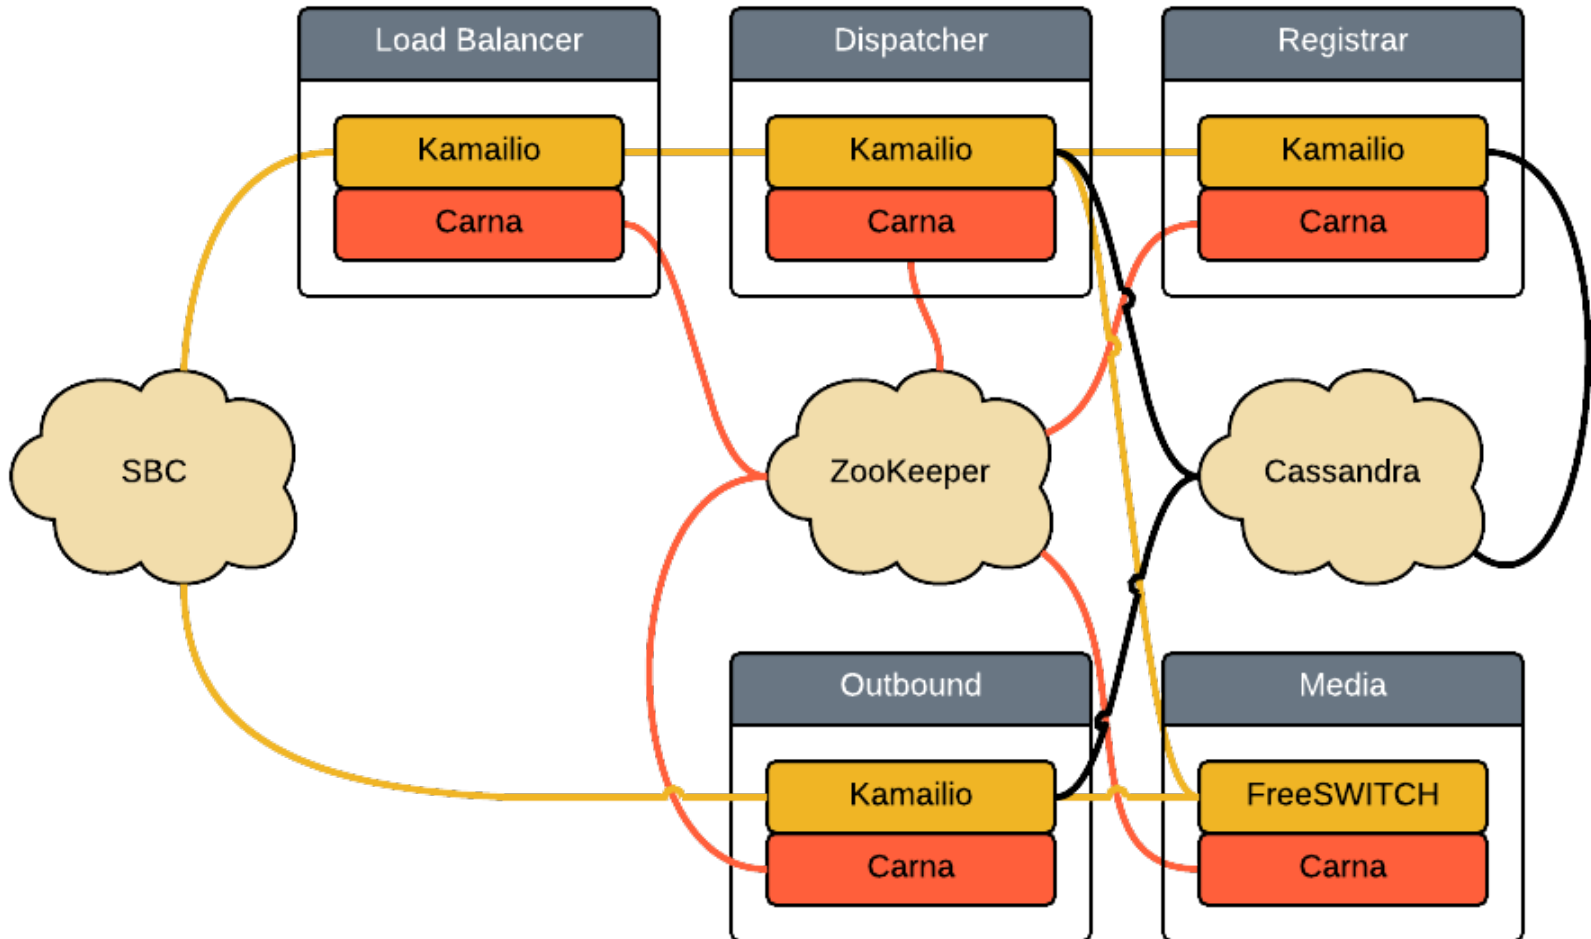 Load Balancer
Kamailio
Carna
Dispatcher
Kamailio
Carna
Registrar
Kamailio
Carna
SBC
ZooKeeper
Cassandra
Outbound
Kamailio
Carna
Media
FreeSWITCH
Carna